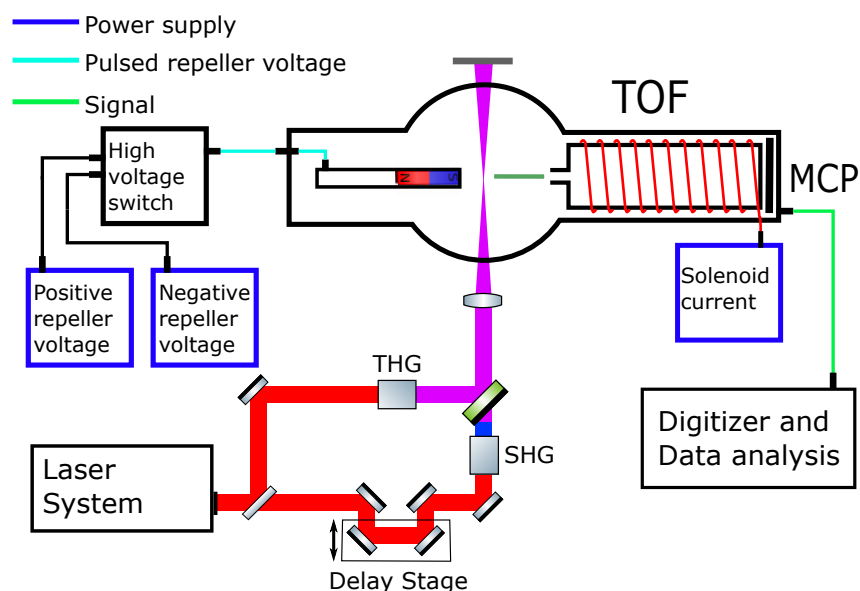 Power supply
Pulsed repeller voltage
Signal
TOF
High
voltage
switch
N S
MCP
Positive
repeller
voltage
Negative
repeller
voltage
Solenoid
current
THG
SHG
Laser
System
Digitizer and
Data analysis
Delay Stage